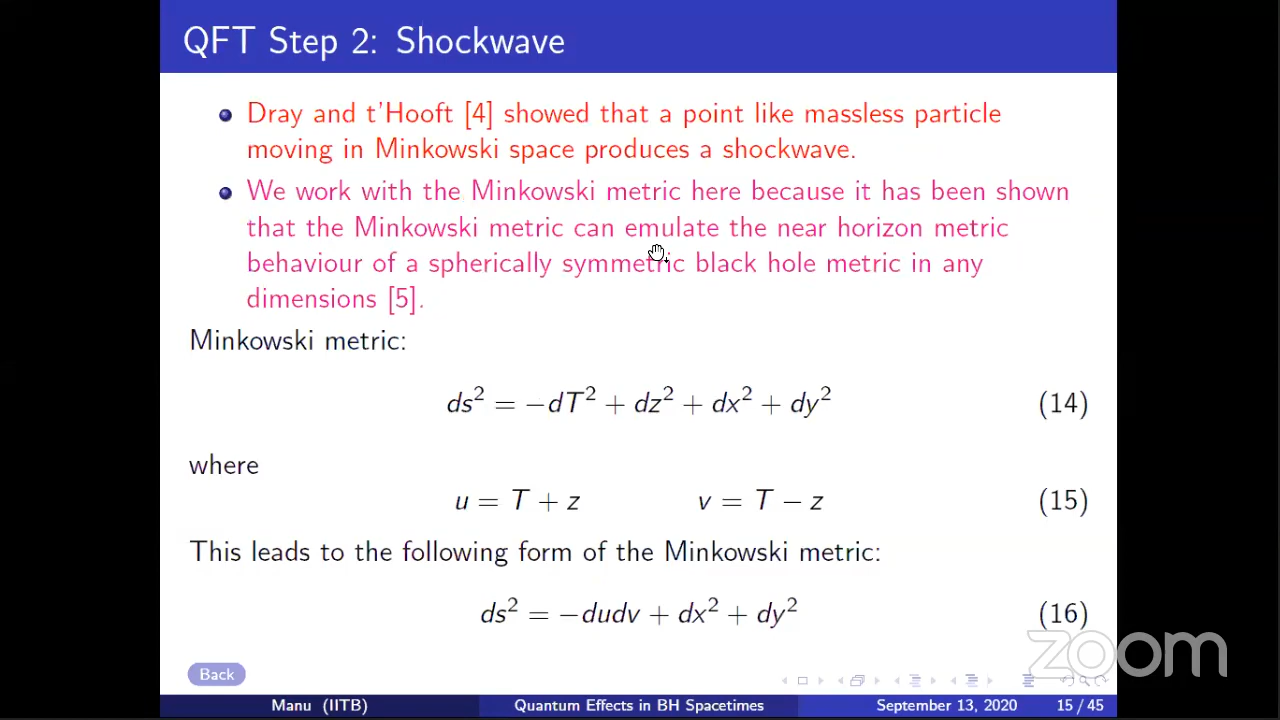 QFT Step 2: Shockwave
Dray and t'Hooft [4] showed that a point like massless particle
moving in Minkowski space produces a shockwave.
We work with the Minkowski metric here because it has been shown
that the Minkowski metric can emulate the near horizon metric
behaviour of a spherically symmetric black hole metric in any
dimensions [5].
Minkowski metric:
ds² = −dT² + dz² + dx² + dy² (14)
where
u = T + z v = T − z (15)
This leads to the following form of the Minkowski metric:
ds² = −dudv + dx² + dy² (16)
zoom
Back
Manu (IITB) Quantum Effects in BH Spacetimes September 13, 2020 15 / 45